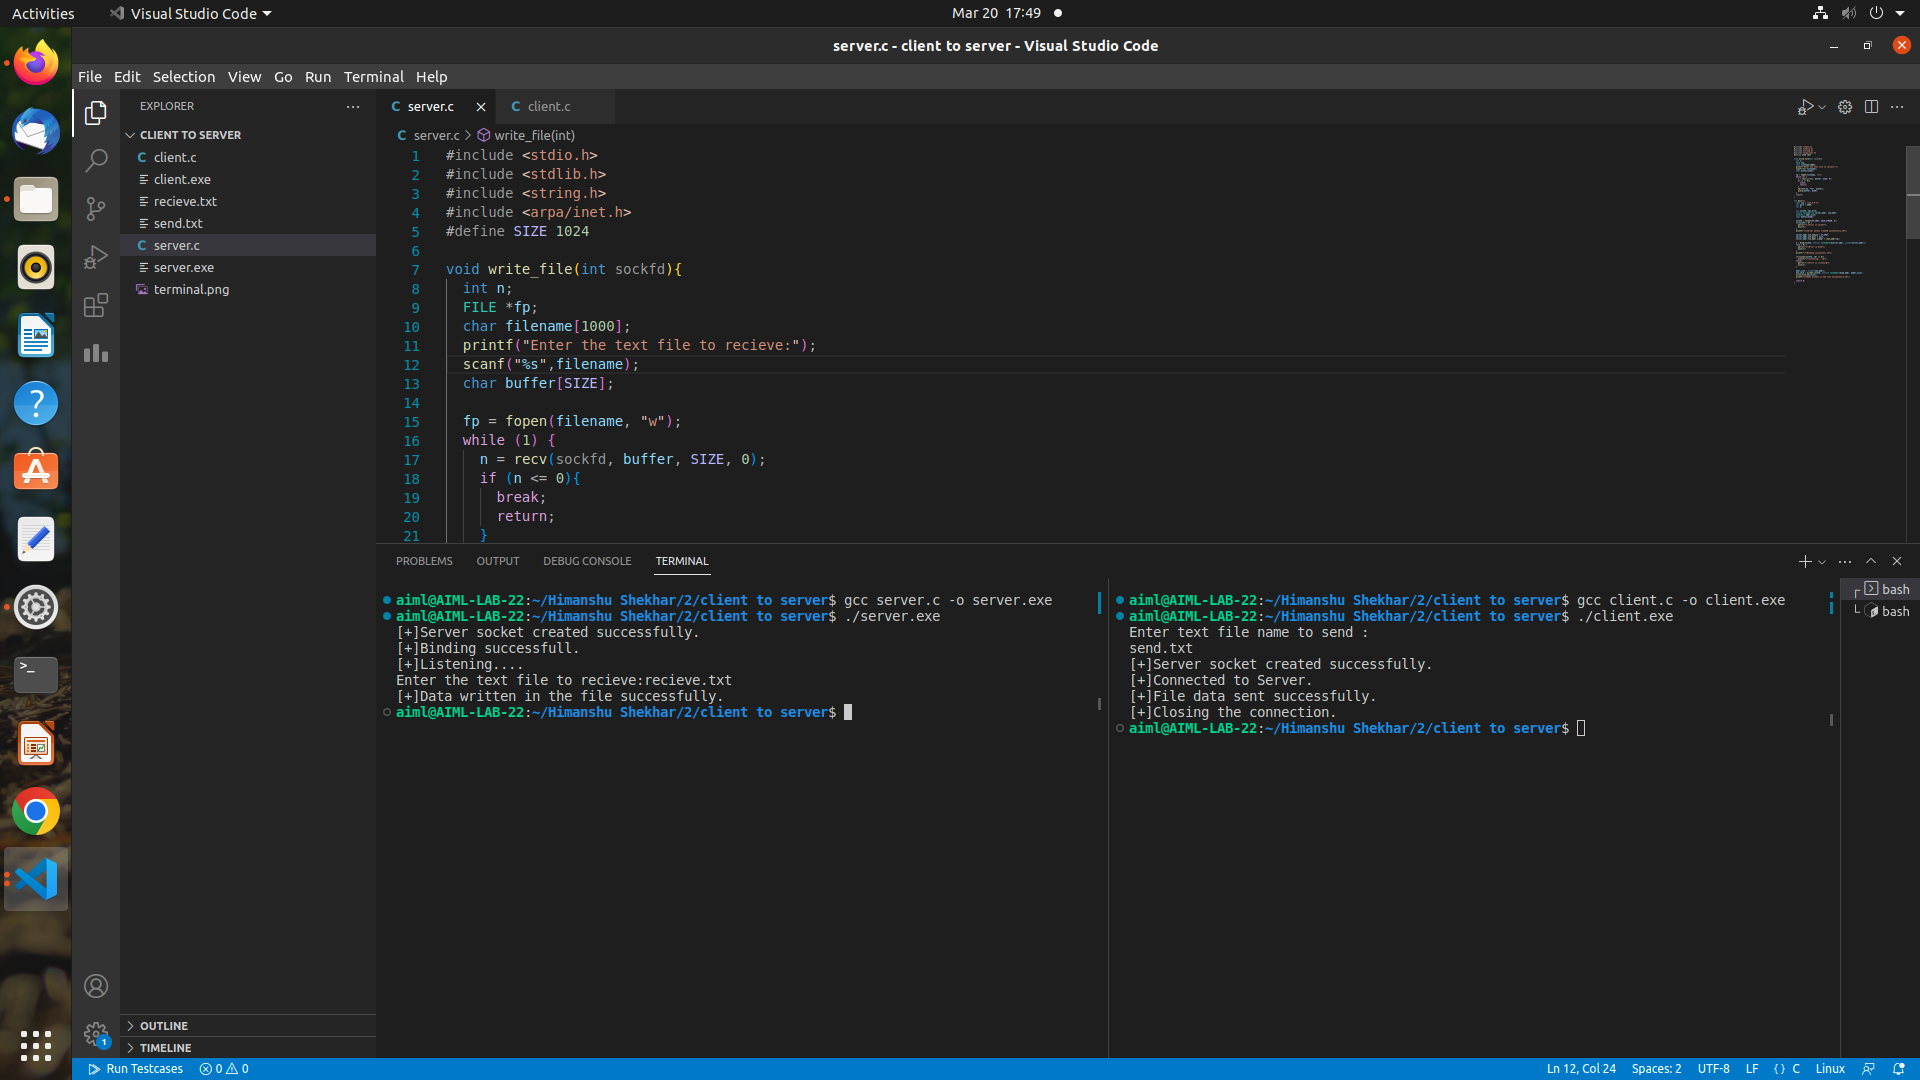 Activities
Visual Studio Code
Mar 20 17:49
server.c - client to server - Visual Studio Code
File Edit Selection View Go Run Terminal Help
EXPLORER
CLIENT TO SERVER
C client.c
client.exe
recieve.txt
send.txt
C server.c
server.exe
terminal.png
OUTLINE
TIMELINE
C server.c
C client.c
C server.c > write_file(int)
1 #include <stdio.h>
2 #include <stdlib.h>
3 #include <string.h>
4 #include <arpa/inet.h>
5 #define SIZE 1024
6
7 void write_file(int sockfd){
8 int n;
9 FILE *fp;
10 char filename[1000];
11 printf("Enter the text file to recieve:");
12 scanf("%s",filename);
13 char buffer[SIZE];
14
15 fp = fopen(filename, "w");
16 while (1) {
17 n = recv(sockfd, buffer, SIZE, 0);
18 if (n <= 0){
19 break;
20 return;
21 }
PROBLEMS OUTPUT DEBUG CONSOLE TERMINAL
aiml@AIML-LAB-22:~/Himanshu Shekhar/2/client to server$ gcc server.c -o server.exe
aiml@AIML-LAB-22:~/Himanshu Shekhar/2/client to server$ ./server.exe
[+]Server socket created successfully.
[+]Binding successfull.
[+]Listening....
Enter the text file to recieve:recieve.txt
[+]Data written in the file successfully.
aiml@AIML-LAB-22:~/Himanshu Shekhar/2/client to server$
aiml@AIML-LAB-22:~/Himanshu Shekhar/2/client to server$ gcc client.c -o client.exe
aiml@AIML-LAB-22:~/Himanshu Shekhar/2/client to server$ ./client.exe
Enter text file name to send :
send.txt
[+]Server socket created successfully.
[+]Connected to Server.
[+]File data sent successfully.
[+]Closing the connection.
aiml@AIML-LAB-22:~/Himanshu Shekhar/2/client to server$
bash
bash
1
Run Testcases 0 0
Ln 12, Col 24 Spaces: 2 UTF-8 LF {} C Linux